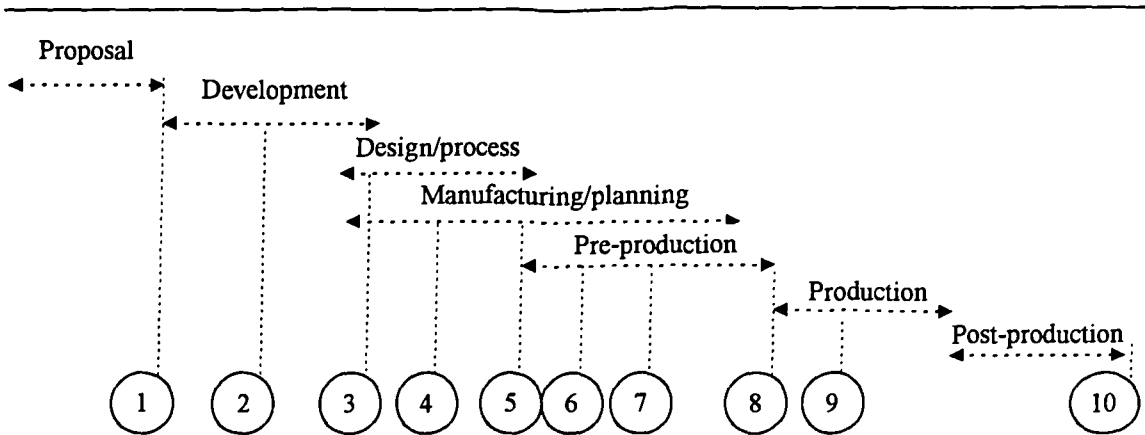 Proposal
Development
Design/process
Manufacturing/planning
Pre-production
Production
Post-production
1 2 3 4 5 6 7 8 9 10